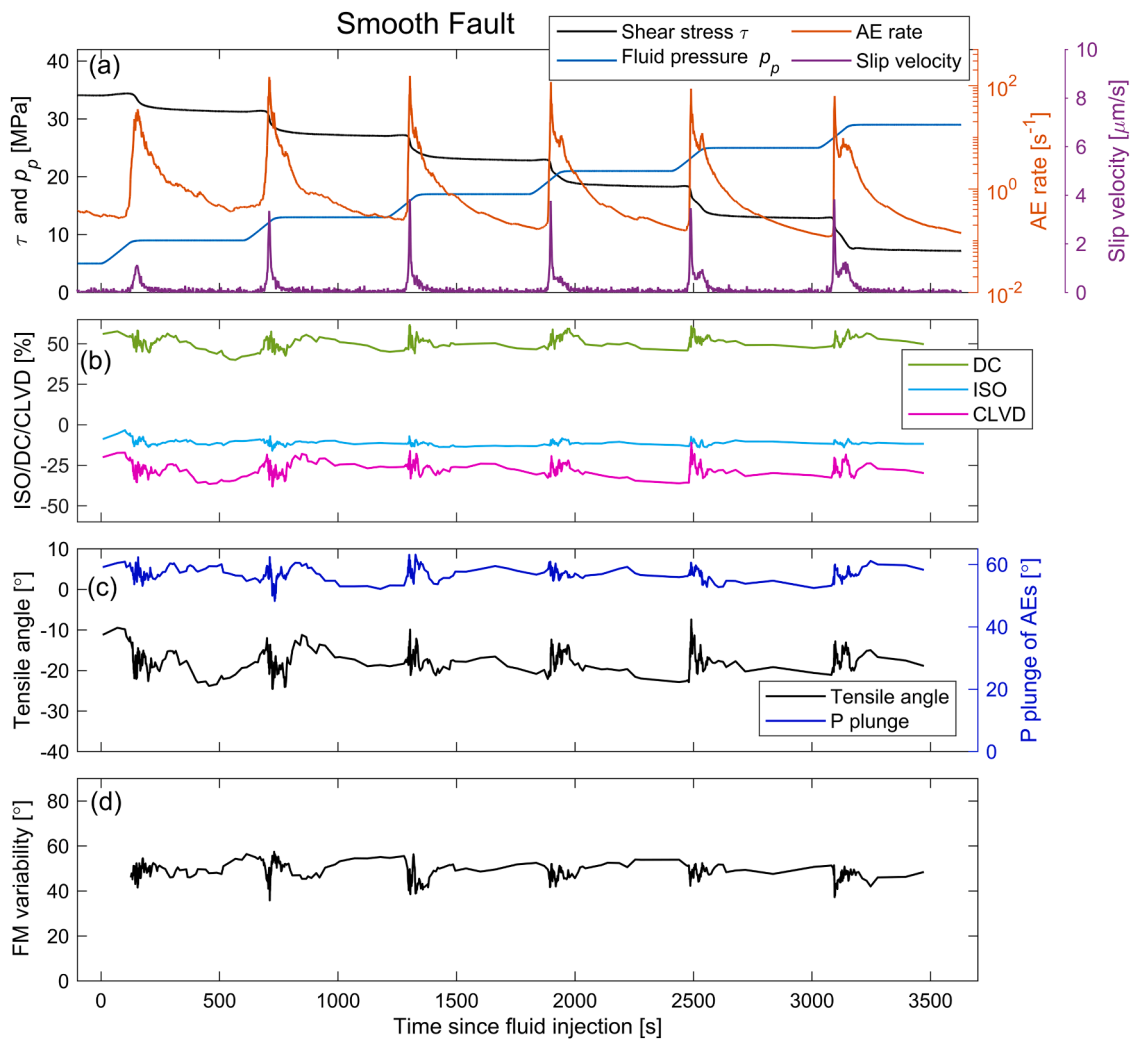 Smooth Fault
Shear stress τ
Fluid pressure p_p
AE rate
Slip velocity
(a)
40
30
20
10
0
τ and p_p [MPa]
10^2
10^0
10^-2
AE rate [s^-1]
10
8
6
4
2
0
Slip velocity [μm/s]
(b)
50
25
0
-25
-50
ISO/DC/CLVD [%]
DC
ISO
CLVD
(c)
10
0
-10
-20
-30
-40
Tensile angle [°]
60
40
20
0
P plunge of AEs [°]
Tensile angle
P plunge
(d)
80
60
40
20
0
FM variability [°]
0 500 1000 1500 2000 2500 3000 3500
Time since fluid injection [s]